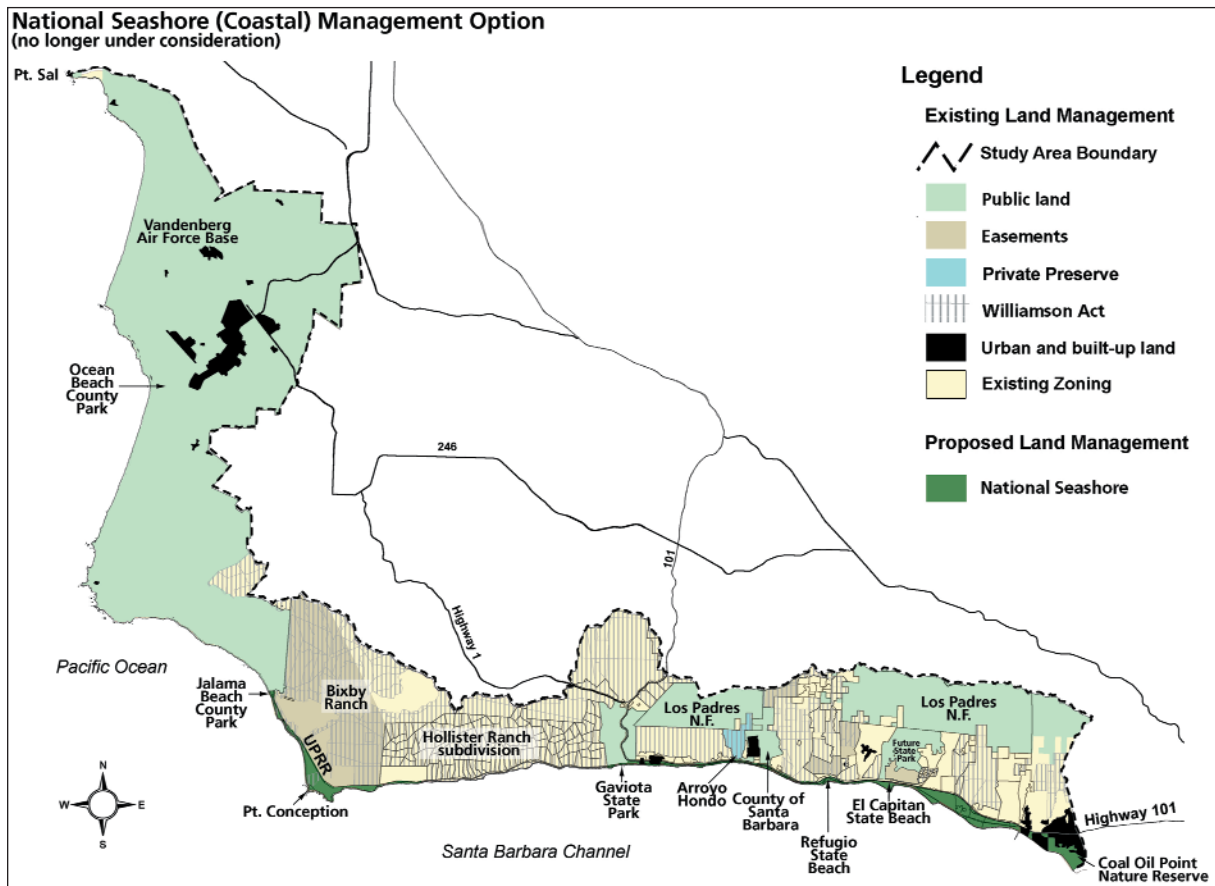 National Seashore (Coastal) Management Option
(no longer under consideration)
Pt. Sal
Legend
Existing Land Management
Study Area Boundary
Public land
Easements
Private Preserve
Williamson Act
Urban and built-up land
Existing Zoning
Proposed Land Management
National Seashore
Vandenberg
Air Force Base
Ocean
Beach
County
Park
246
101
Highway 1
Pacific Ocean
Jalama
Beach
County
Park
Bixby
Ranch
UPRR
Hollister Ranch
subdivision
Los Padres
N.F.
Los Padres
N.F.
Future
State
Park
Pt. Conception
Gaviota
State
Park
Arroyo
Hondo
County of
Santa
Barbara
Refugio
State
Beach
El Capitan
State Beach
Highway 101
Coal Oil Point
Nature Reserve
Santa Barbara Channel
N
W
E
S